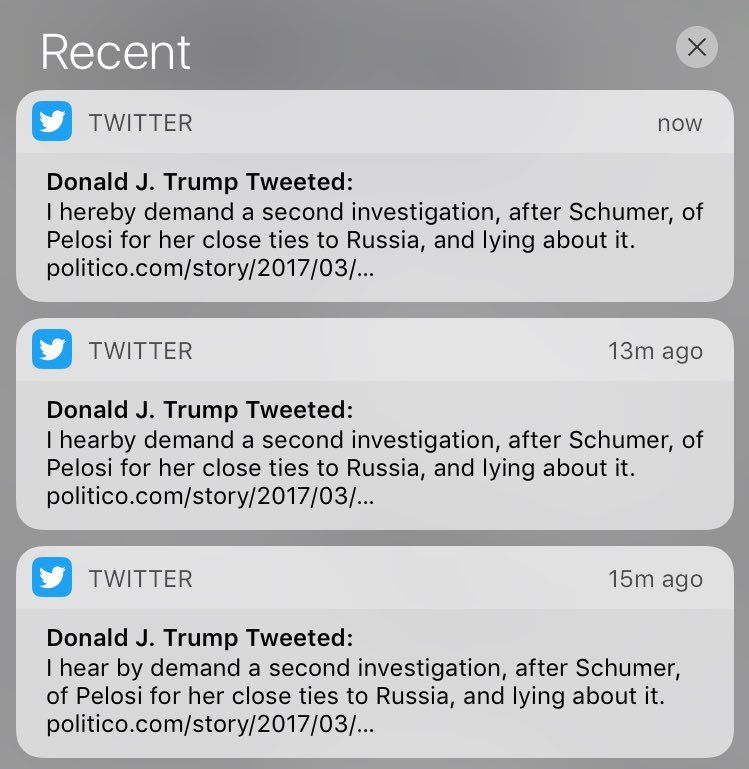 Recent
TWITTER now
Donald J. Trump Tweeted:
I hereby demand a second investigation, after Schumer, of
Pelosi for her close ties to Russia, and lying about it.
politico.com/story/2017/03/...
TWITTER 13m ago
Donald J. Trump Tweeted:
I hearby demand a second investigation, after Schumer, of
Pelosi for her close ties to Russia, and lying about it.
politico.com/story/2017/03/...
TWITTER 15m ago
Donald J. Trump Tweeted:
I hear by demand a second investigation, after Schumer,
of Pelosi for her close ties to Russia, and lying about it.
politico.com/story/2017/03/...